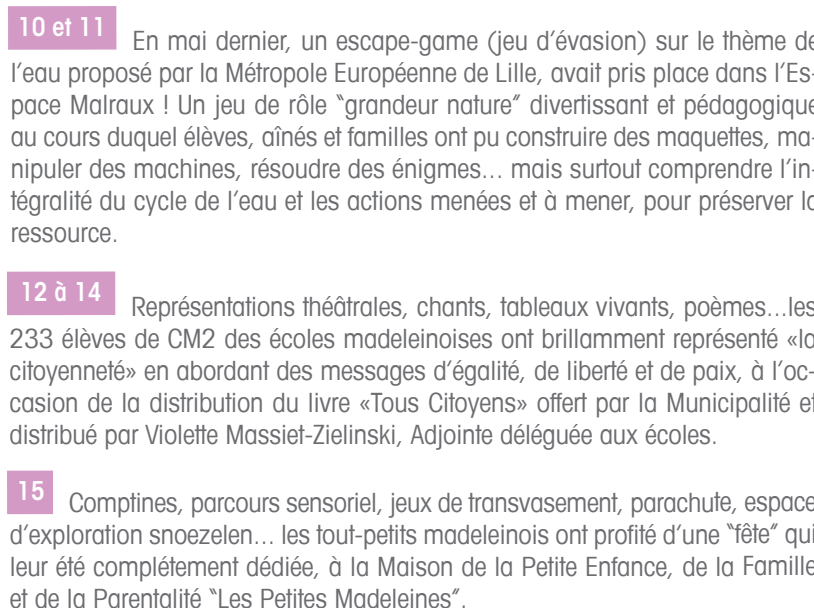 10 et 11 En mai dernier, un escape-game (jeu d'évasion) sur le thème de
l'eau proposé par la Métropole Européenne de Lille, avait pris place dans l'Es-
pace Malraux ! Un jeu de rôle "grandeur nature" divertissant et pédagogique
au cours duquel élèves, aînés et familles ont pu construire des maquettes, ma-
nipuler des machines, résoudre des énigmes... mais surtout comprendre l'in-
tégralité du cycle de l'eau et les actions menées et à mener, pour préserver la
ressource.
12 à 14 Représentations théâtrales, chants, tableaux vivants, poèmes...les
233 élèves de CM2 des écoles madeleinoises ont brillamment représenté «la
citoyenneté» en abordant des messages d'égalité, de liberté et de paix, à l'oc-
casion de la distribution du livre «Tous Citoyens» offert par la Municipalité et
distribué par Violette Massiet-Zielinski, Adjointe déléguée aux écoles.
15 Comptines, parcours sensoriel, jeux de transvasement, parachute, espace
d'exploration snoezelen... les tout-petits madeleinois ont profité d'une "fête" qui
leur été complétement dédiée, à la Maison de la Petite Enfance, de la Famille
et de la Parentalité "Les Petites Madeleines".